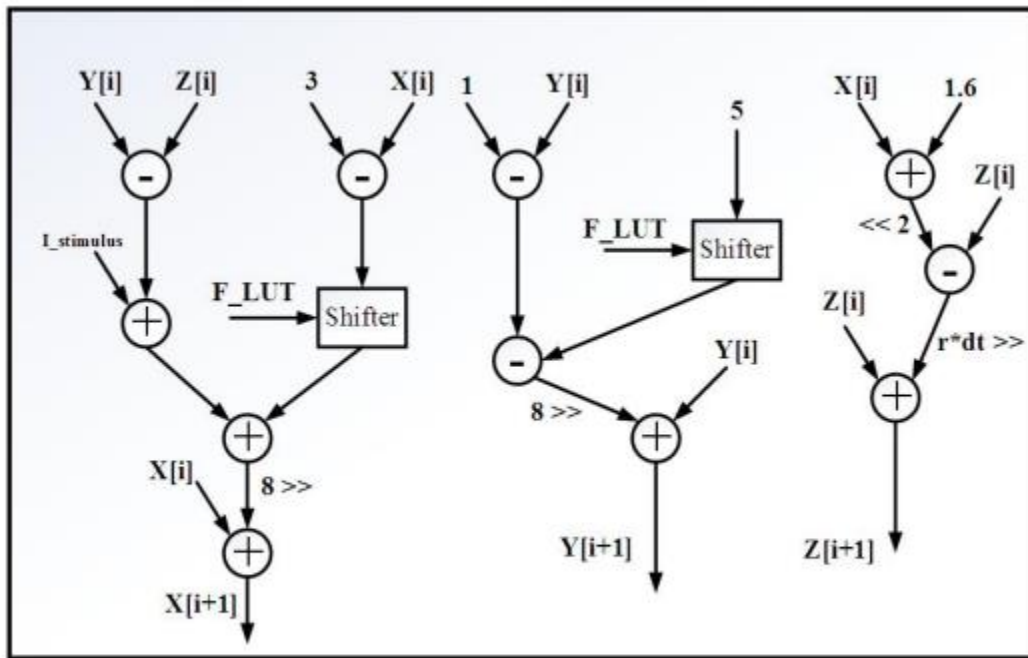 Y[i] Z[i] 3 X[i] 1 Y[i] 5 X[i] 1.6
- - - + Z[i]
<< 2
I_stimulus F_LUT Shifter -
F_LUT Shifter Z[i]
+ - Y[i] r*dt >>
8 >> +
+ +
X[i] 8 >>
+ Y[i+1] Z[i+1]
X[i+1]